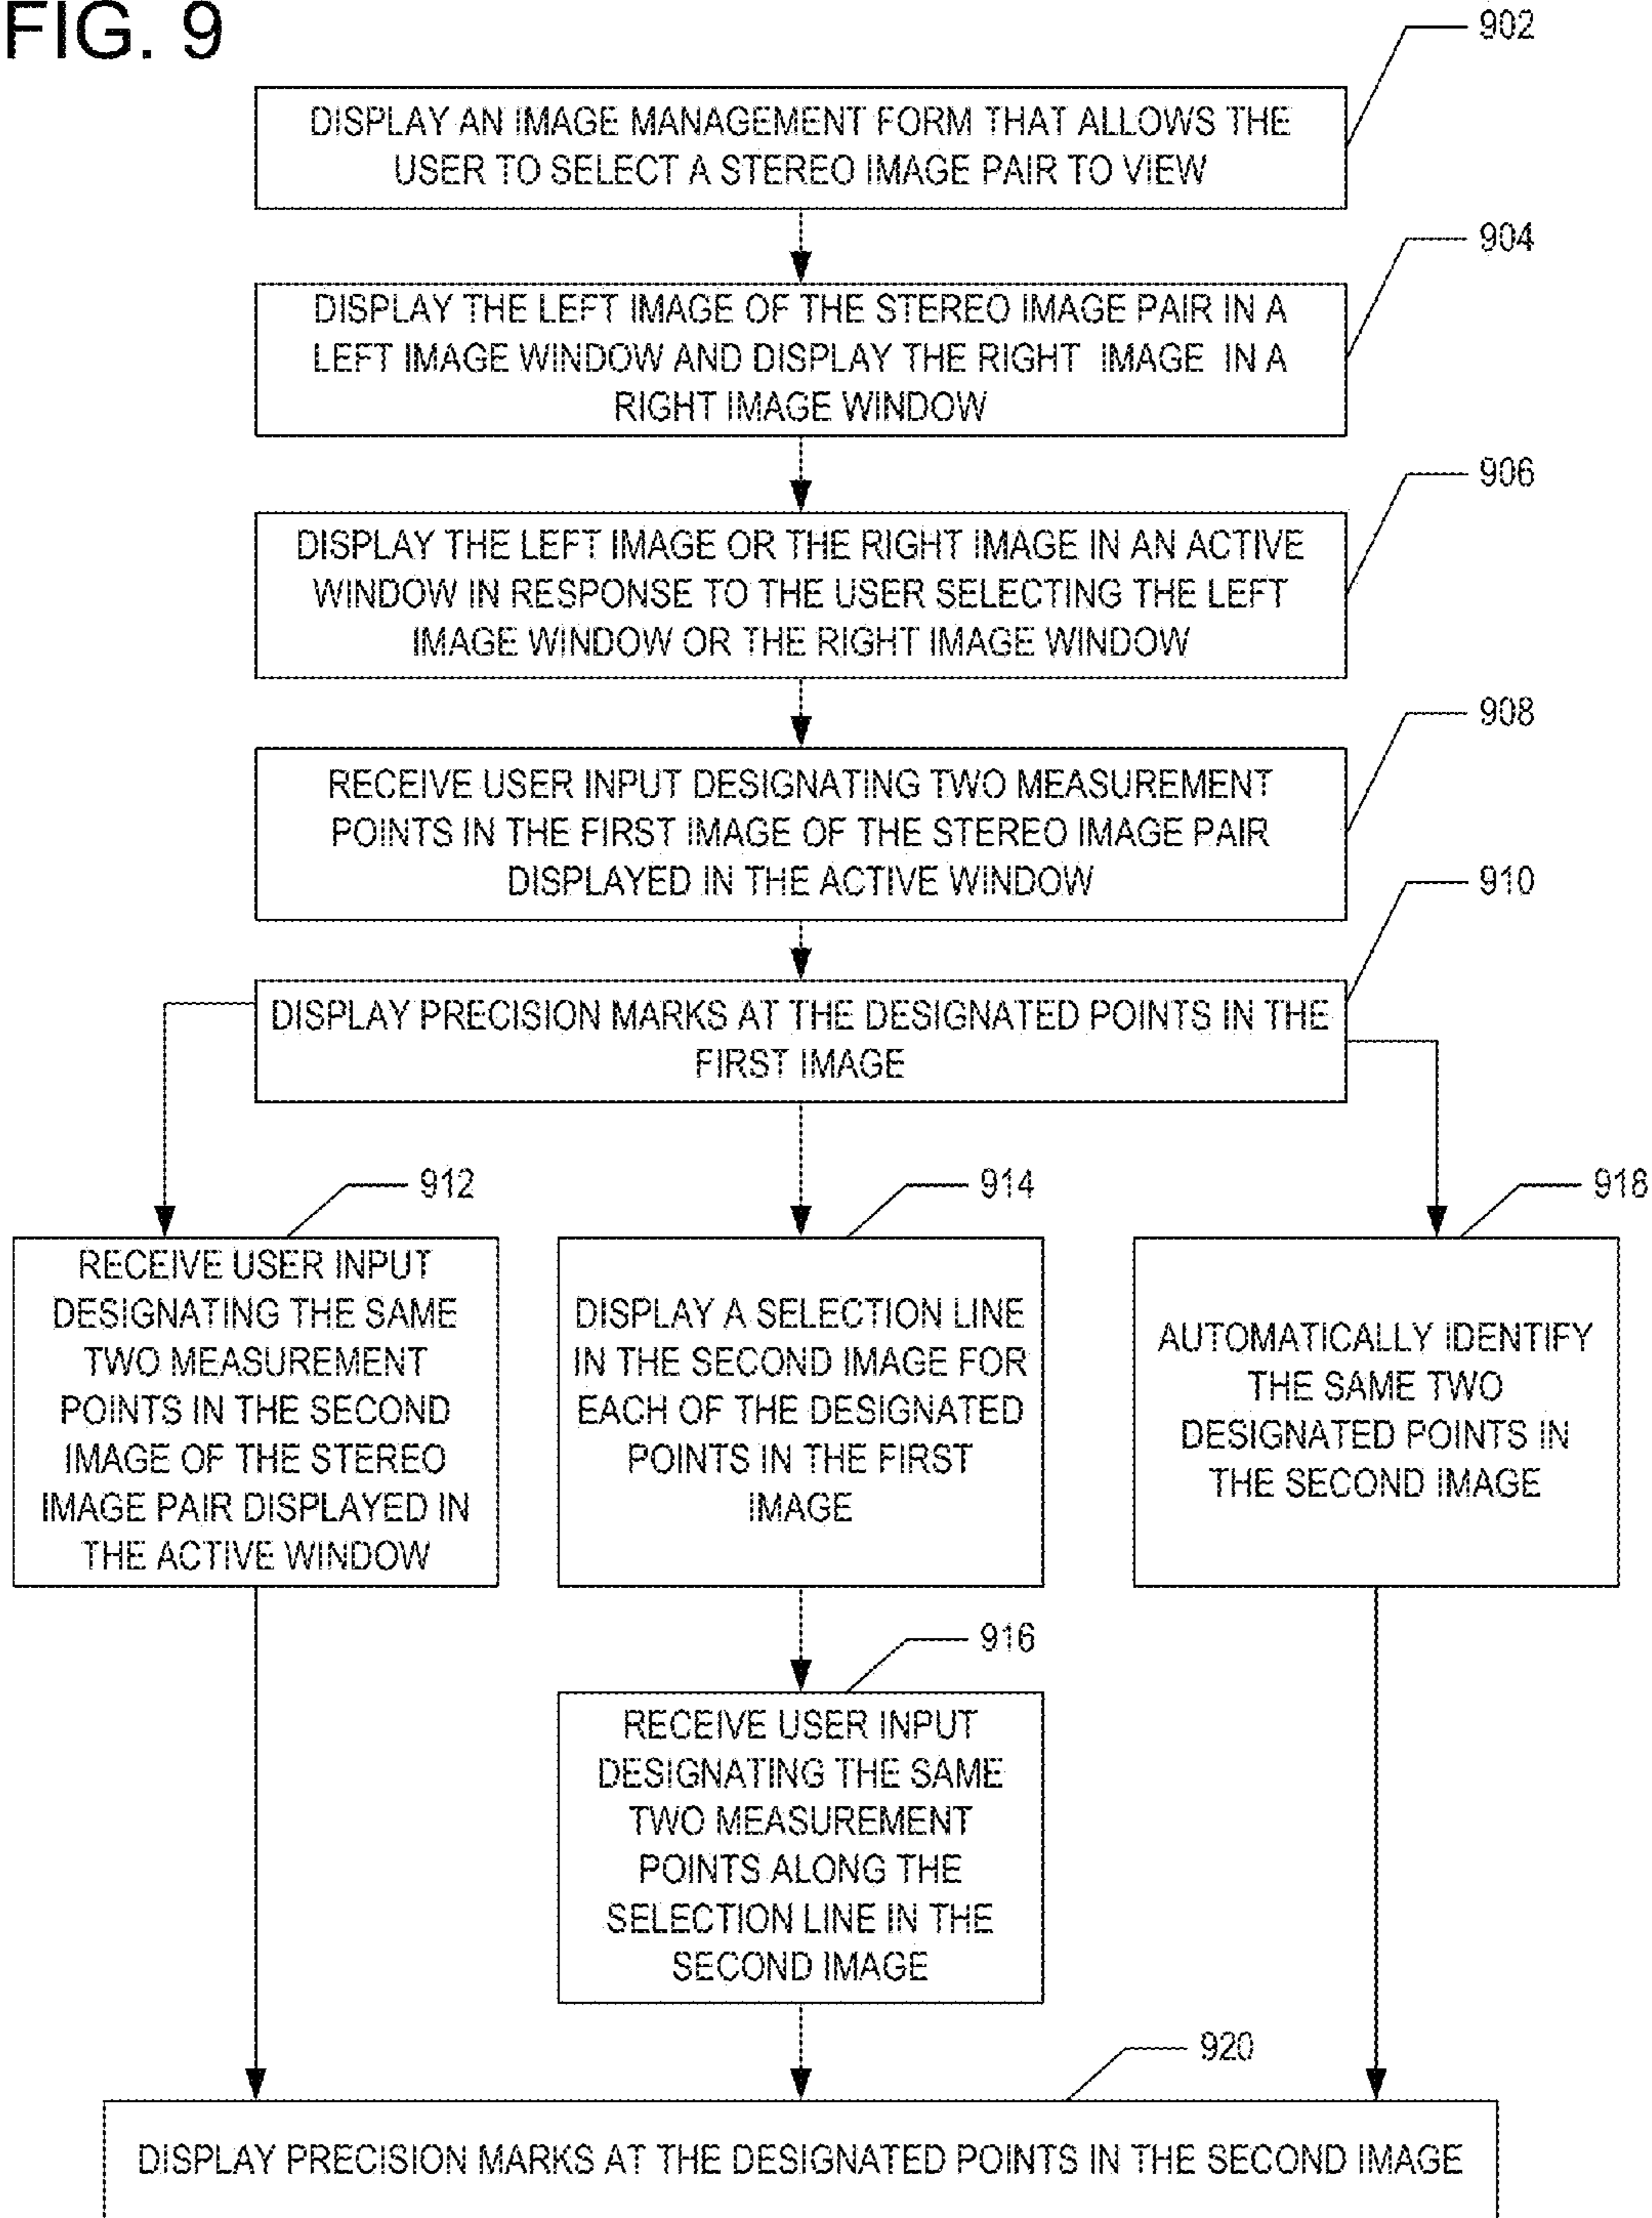 FIG. 9
902
DISPLAY AN IMAGE MANAGEMENT FORM THAT ALLOWS THE
USER TO SELECT A STEREO IMAGE PAIR TO VIEW
904
DISPLAY THE LEFT IMAGE OF THE STEREO IMAGE PAIR IN A
LEFT IMAGE WINDOW AND DISPLAY THE RIGHT IMAGE IN A
RIGHT IMAGE WINDOW
906
DISPLAY THE LEFT IMAGE OR THE RIGHT IMAGE IN AN ACTIVE
WINDOW IN RESPONSE TO THE USER SELECTING THE LEFT
IMAGE WINDOW OR THE RIGHT IMAGE WINDOW
908
RECEIVE USER INPUT DESIGNATING TWO MEASUREMENT
POINTS IN THE FIRST IMAGE OF THE STEREO IMAGE PAIR
DISPLAYED IN THE ACTIVE WINDOW
910
DISPLAY PRECISION MARKS AT THE DESIGNATED POINTS IN THE
FIRST IMAGE
912
RECEIVE USER INPUT
DESIGNATING THE SAME
TWO MEASUREMENT
POINTS IN THE SECOND
IMAGE OF THE STEREO
IMAGE PAIR DISPLAYED IN
THE ACTIVE WINDOW
914
DISPLAY A SELECTION LINE
IN THE SECOND IMAGE FOR
EACH OF THE DESIGNATED
POINTS IN THE FIRST
IMAGE
918
AUTOMATICALLY IDENTIFY
THE SAME TWO
DESIGNATED POINTS IN
THE SECOND IMAGE
916
RECEIVE USER INPUT
DESIGNATING THE SAME
TWO MEASUREMENT
POINTS ALONG THE
SELECTION LINE IN THE
SECOND IMAGE
920
DISPLAY PRECISION MARKS AT THE DESIGNATED POINTS IN THE SECOND IMAGE